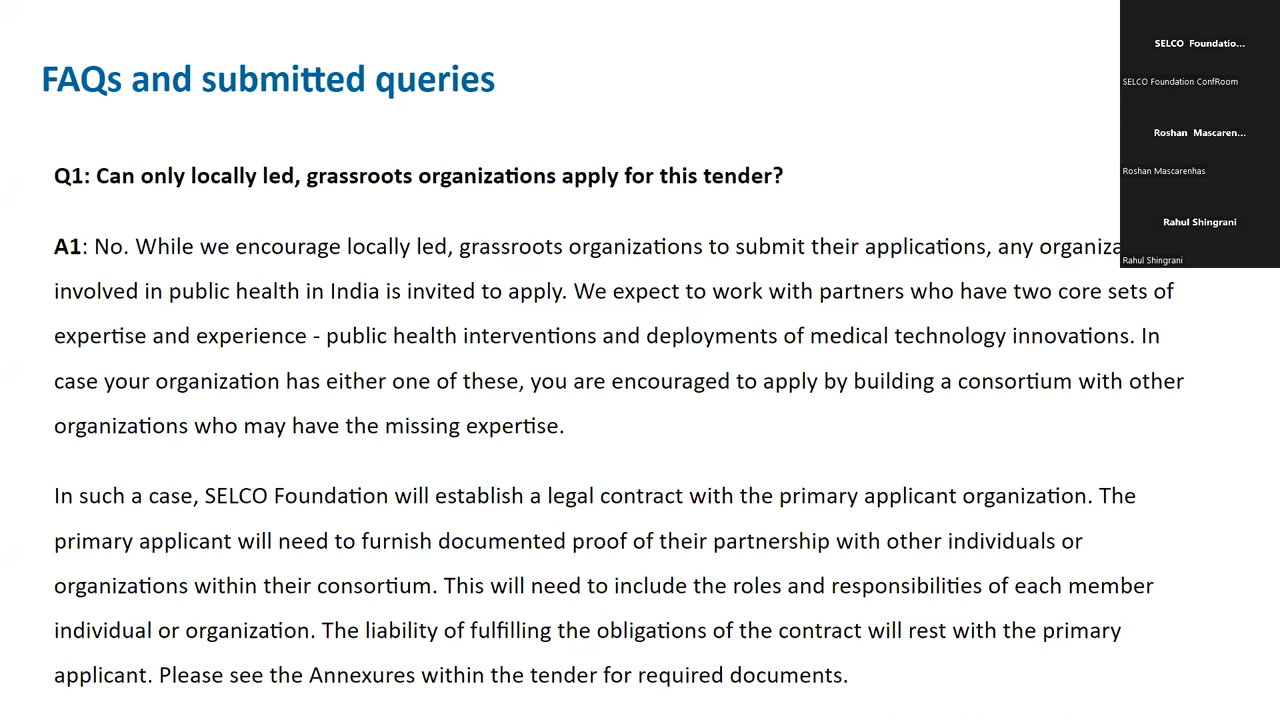 FAQs and submitted queries
Q1: Can only locally led, grassroots organizations apply for this tender?
A1: No. While we encourage locally led, grassroots organizations to submit their applications, any
involved in public health in India is invited to apply. We expect to work with partners who have two core sets of
expertise and experience - public health interventions and deployments of medical technology innovations. In
case your organization has either one of these, you are encouraged to apply by building a consortium with other
organizations who may have the missing expertise.
In such a case, SELCO Foundation will establish a legal contract with the primary applicant organization. The
primary applicant will need to furnish documented proof of their partnership with other individuals or
organizations within their consortium. This will need to include the roles and responsibilities of each member
individual or organization. The liability of fulfilling the obligations of the contract will rest with the primary
applicant. Please see the Annexures within the tender for required documents.
SELCO Foundatio...
SELCO Foundation ConfRoom
Roshan Mascaren...
Roshan Mascarenhas
Rahul Shingrani
Rahul Shingrani